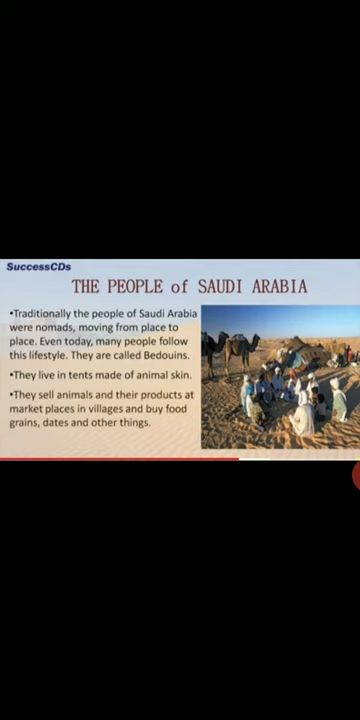 SuccessCDs
THE PEOPLE of SAUDI ARABIA
•Traditionally the people of Saudi Arabia
were nomads, moving from place to
place. Even today, many people follow
this lifestyle. They are called Bedouins.
•They live in tents made of animal skin.
•They sell animals and their products at
market places in villages and buy food
grains, dates and other things.